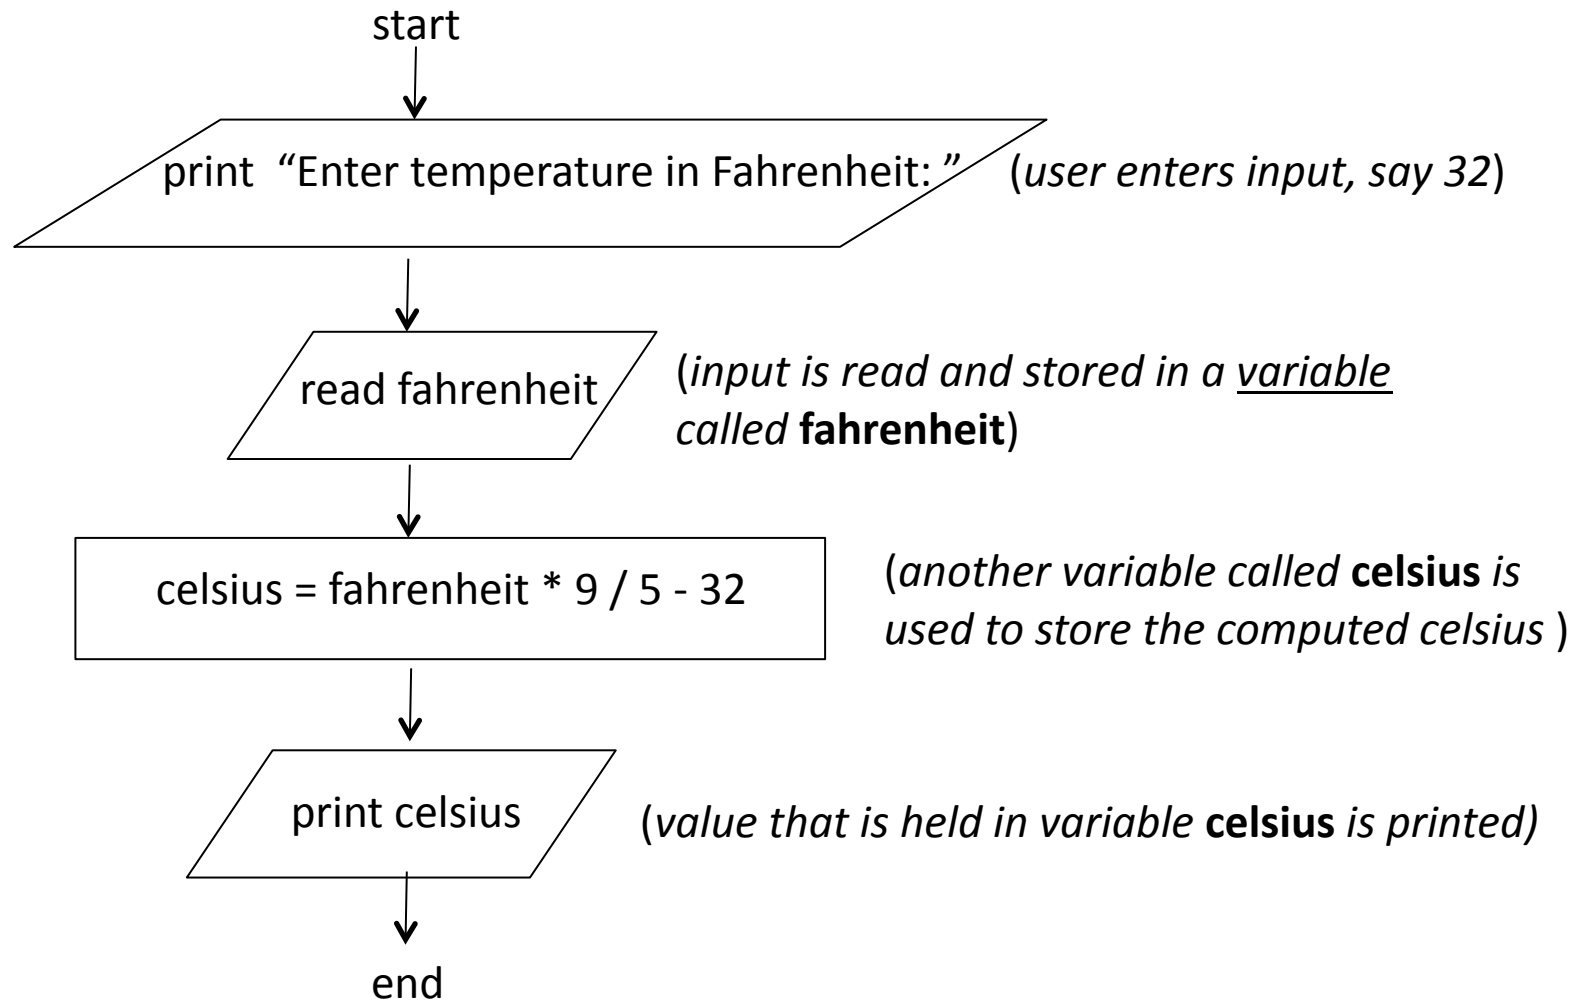 start
print “Enter temperature in Fahrenheit: ”
(user enters input, say 32)
read fahrenheit
(input is read and stored in a variable
called fahrenheit)
celsius = fahrenheit * 9 / 5 - 32
(another variable called celsius is
used to store the computed celsius )
print celsius
(value that is held in variable celsius is printed)
end